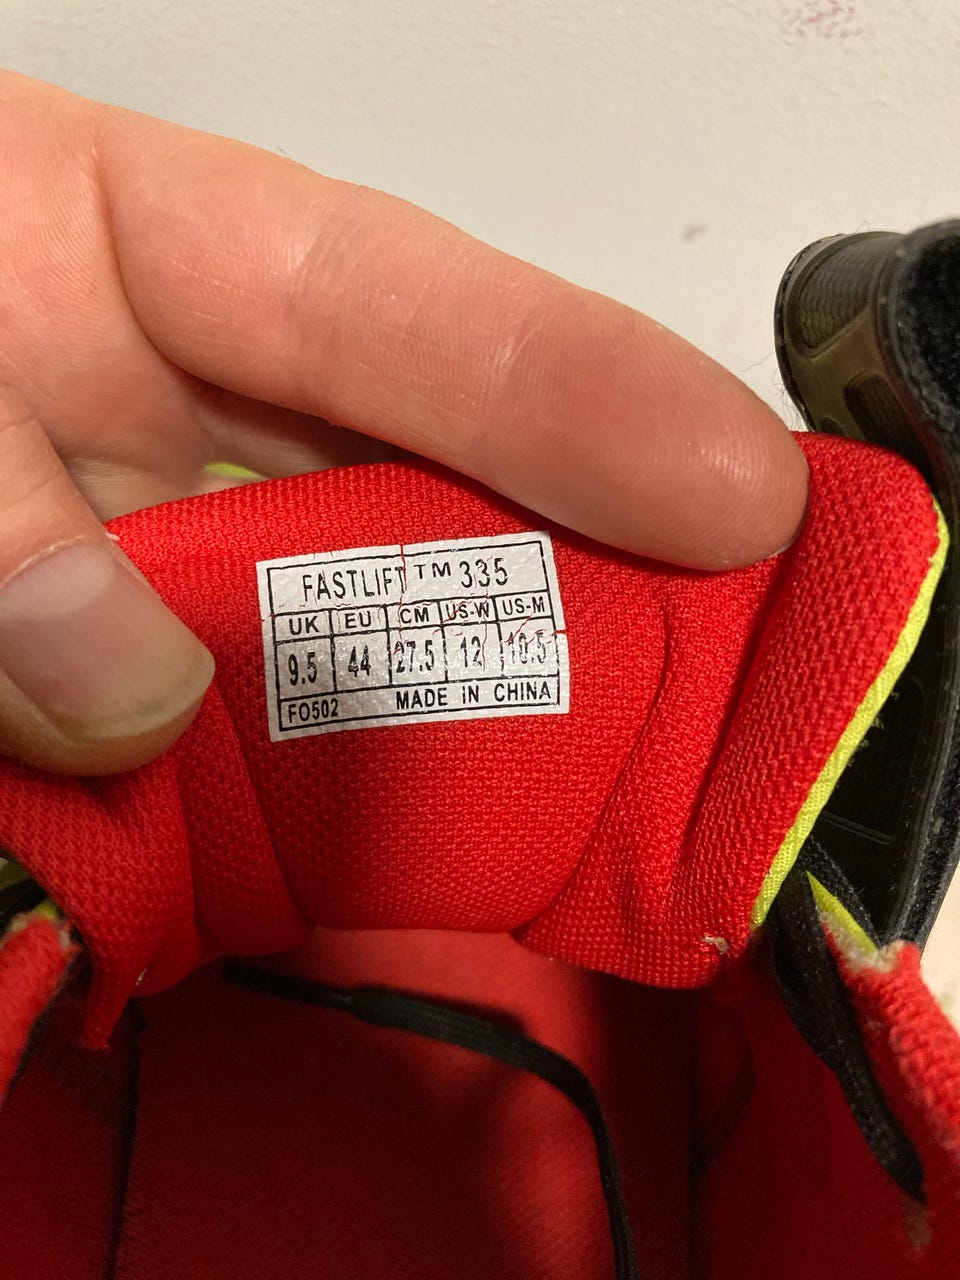 FASTLIFT™ 335
UK EU CM US-W US-M
9.5 44 27.5 12 10.5
FO502 MADE IN CHINA